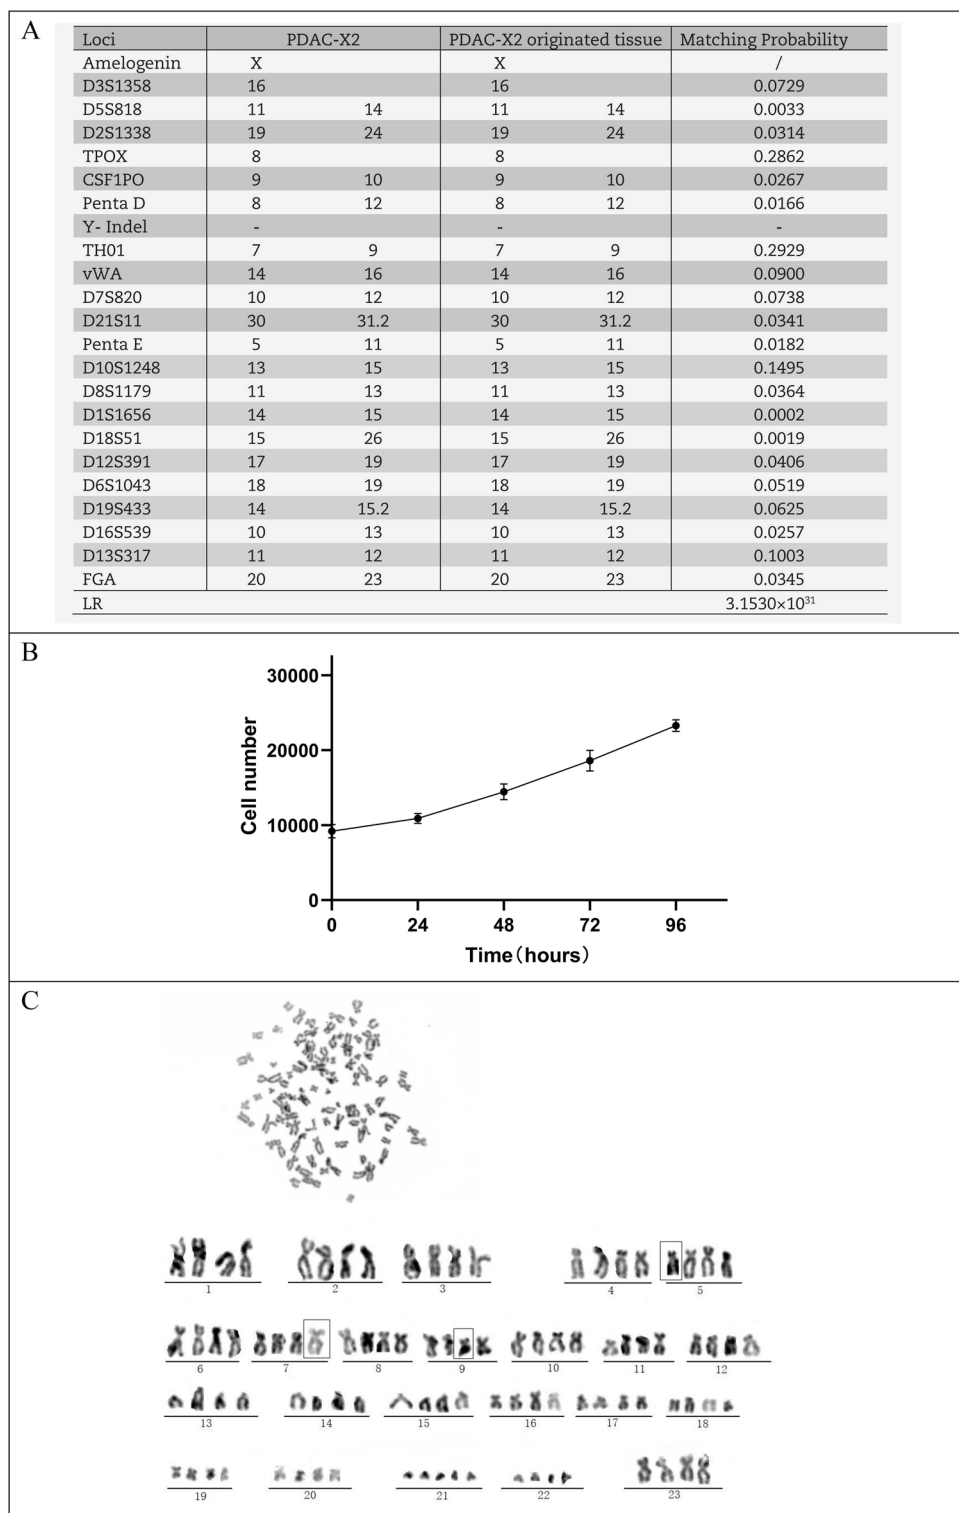 A
Loci PDAC-X2 PDAC-X2 originated tissue Matching Probability
Amelogenin X X /
D3S1358 16 16 0.0729
D5S818 11 14 11 14 0.0033
D2S1338 19 24 19 24 0.0314
TPOX 8 8 0.2862
CSF1PO 9 10 9 10 0.0267
Penta D 8 12 8 12 0.0166
Y- Indel - - -
TH01 7 9 7 9 0.2929
vWA 14 16 14 16 0.0900
D7S820 10 12 10 12 0.0738
D21S11 30 31.2 30 31.2 0.0341
Penta E 5 11 5 11 0.0182
D10S1248 13 15 13 15 0.1495
D8S1179 11 13 11 13 0.0364
D1S1656 14 15 14 15 0.0002
D18S51 15 26 15 26 0.0019
D12S391 17 19 17 19 0.0406
D6S1043 18 19 18 19 0.0519
D19S433 14 15.2 14 15.2 0.0625
D16S539 10 13 10 13 0.0257
D13S317 11 12 11 12 0.1003
FGA 20 23 20 23 0.0345
LR 3.1530×10³¹
B
30000
20000
10000
0
Cell number
0 24 48 72 96
Time(hours)
C
1 2 3 4 5
6 7 8 9 10 11 12
13 14 15 16 17 18
19 20 21 22 23